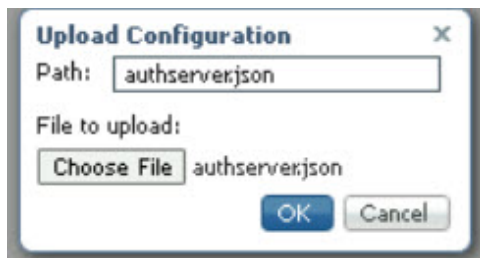 Upload Configuration ×
Path: authserver.json
File to upload:
Choose File authserver.json
OK Cancel